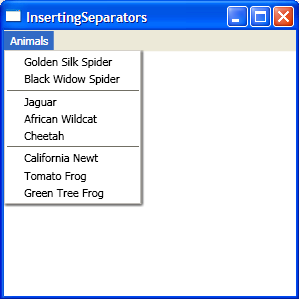 InsertingSeparators
Animals
Golden Silk Spider
Black Widow Spider
Jaguar
African Wildcat
Cheetah
California Newt
Tomato Frog
Green Tree Frog